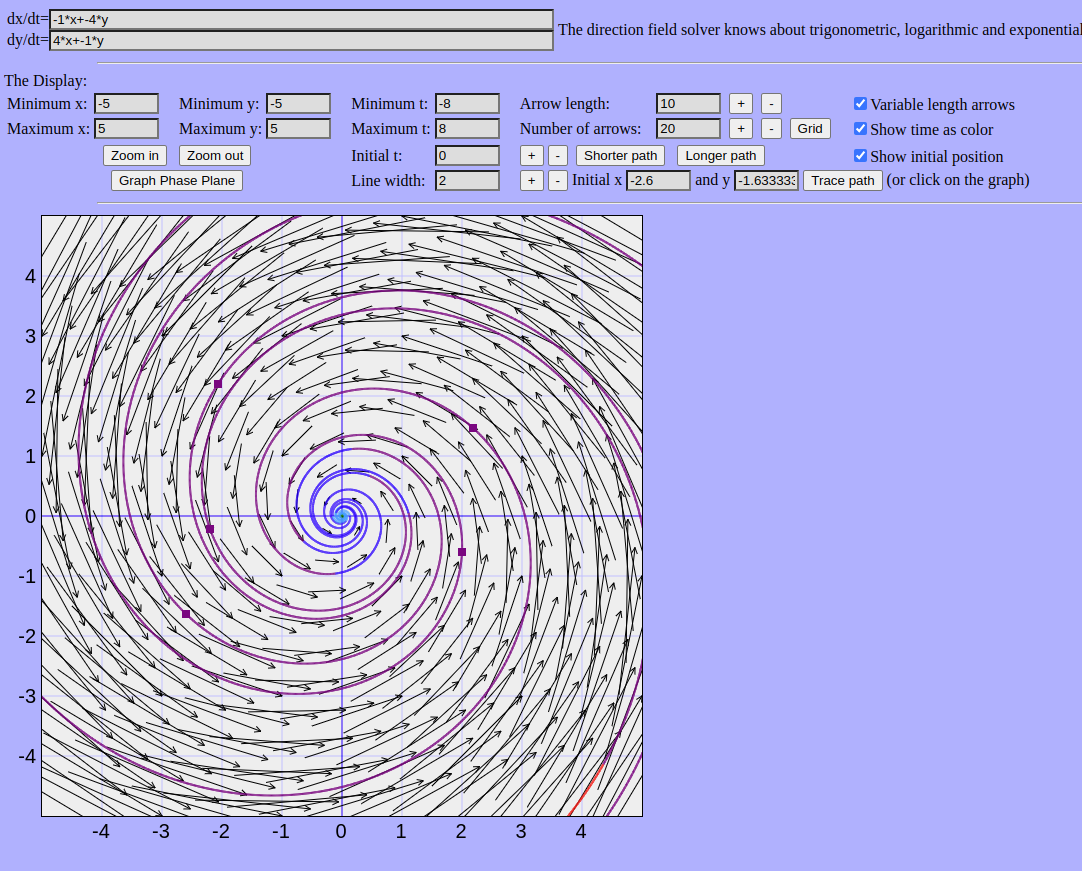 dx/dt= -1*x+-4*y
The direction field solver knows about trigonometric, logarithmic and exponential
dy/dt= 4*x+-1*y
The Display:
Minimum x: -5 Minimum y: -5 Minimum t: -8 Arrow length: 10 + - Variable length arrows
Maximum x: 5 Maximum y: 5 Maximum t: 8 Number of arrows: 20 + - Grid Show time as color
Zoom in Zoom out Initial t: 0 + - Shorter path Longer path Show initial position
Graph Phase Plane Line width: 2 + - Initial x -2.6 and y -1.63333 Trace path (or click on the graph)
4
3
2
1
0
-1
-2
-3
-4
-4 -3 -2 -1 0 1 2 3 4